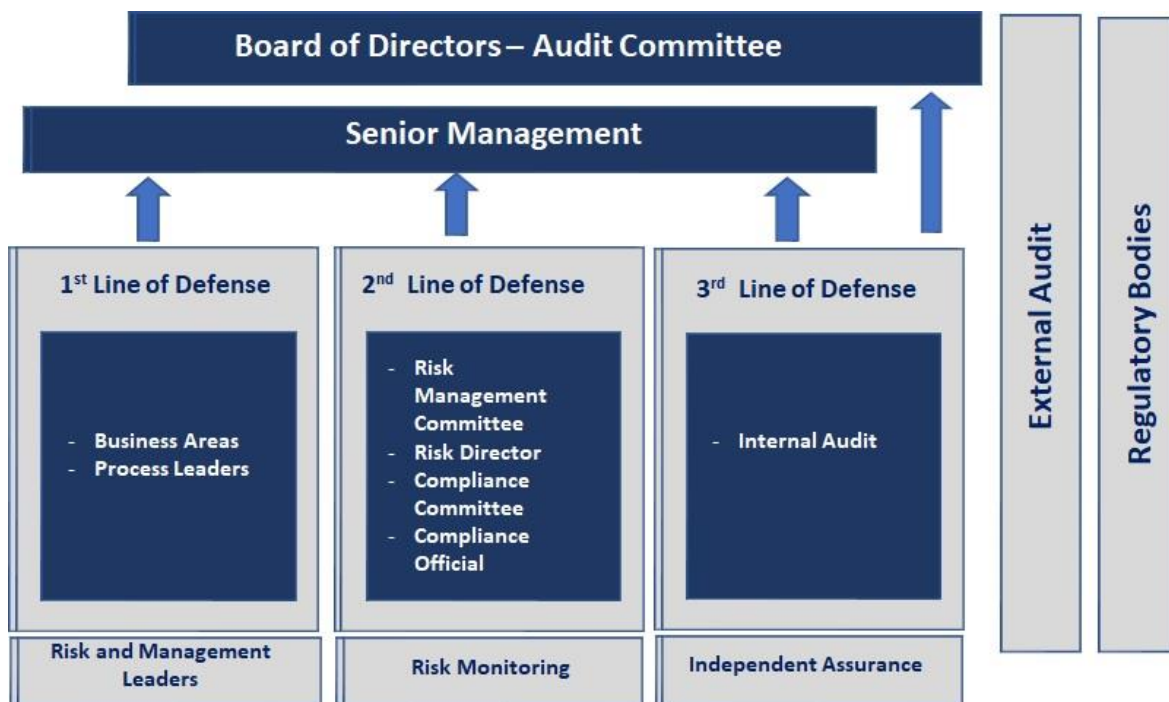 Board of Directors – Audit Committee
Senior Management
1st Line of Defense
- Business Areas
- Process Leaders
Risk and Management
Leaders
2nd Line of Defense
- Risk
Management
Committee
- Risk Director
- Compliance
Committee
- Compliance
Official
Risk Monitoring
3rd Line of Defense
- Internal Audit
Independent Assurance
External Audit
Regulatory Bodies